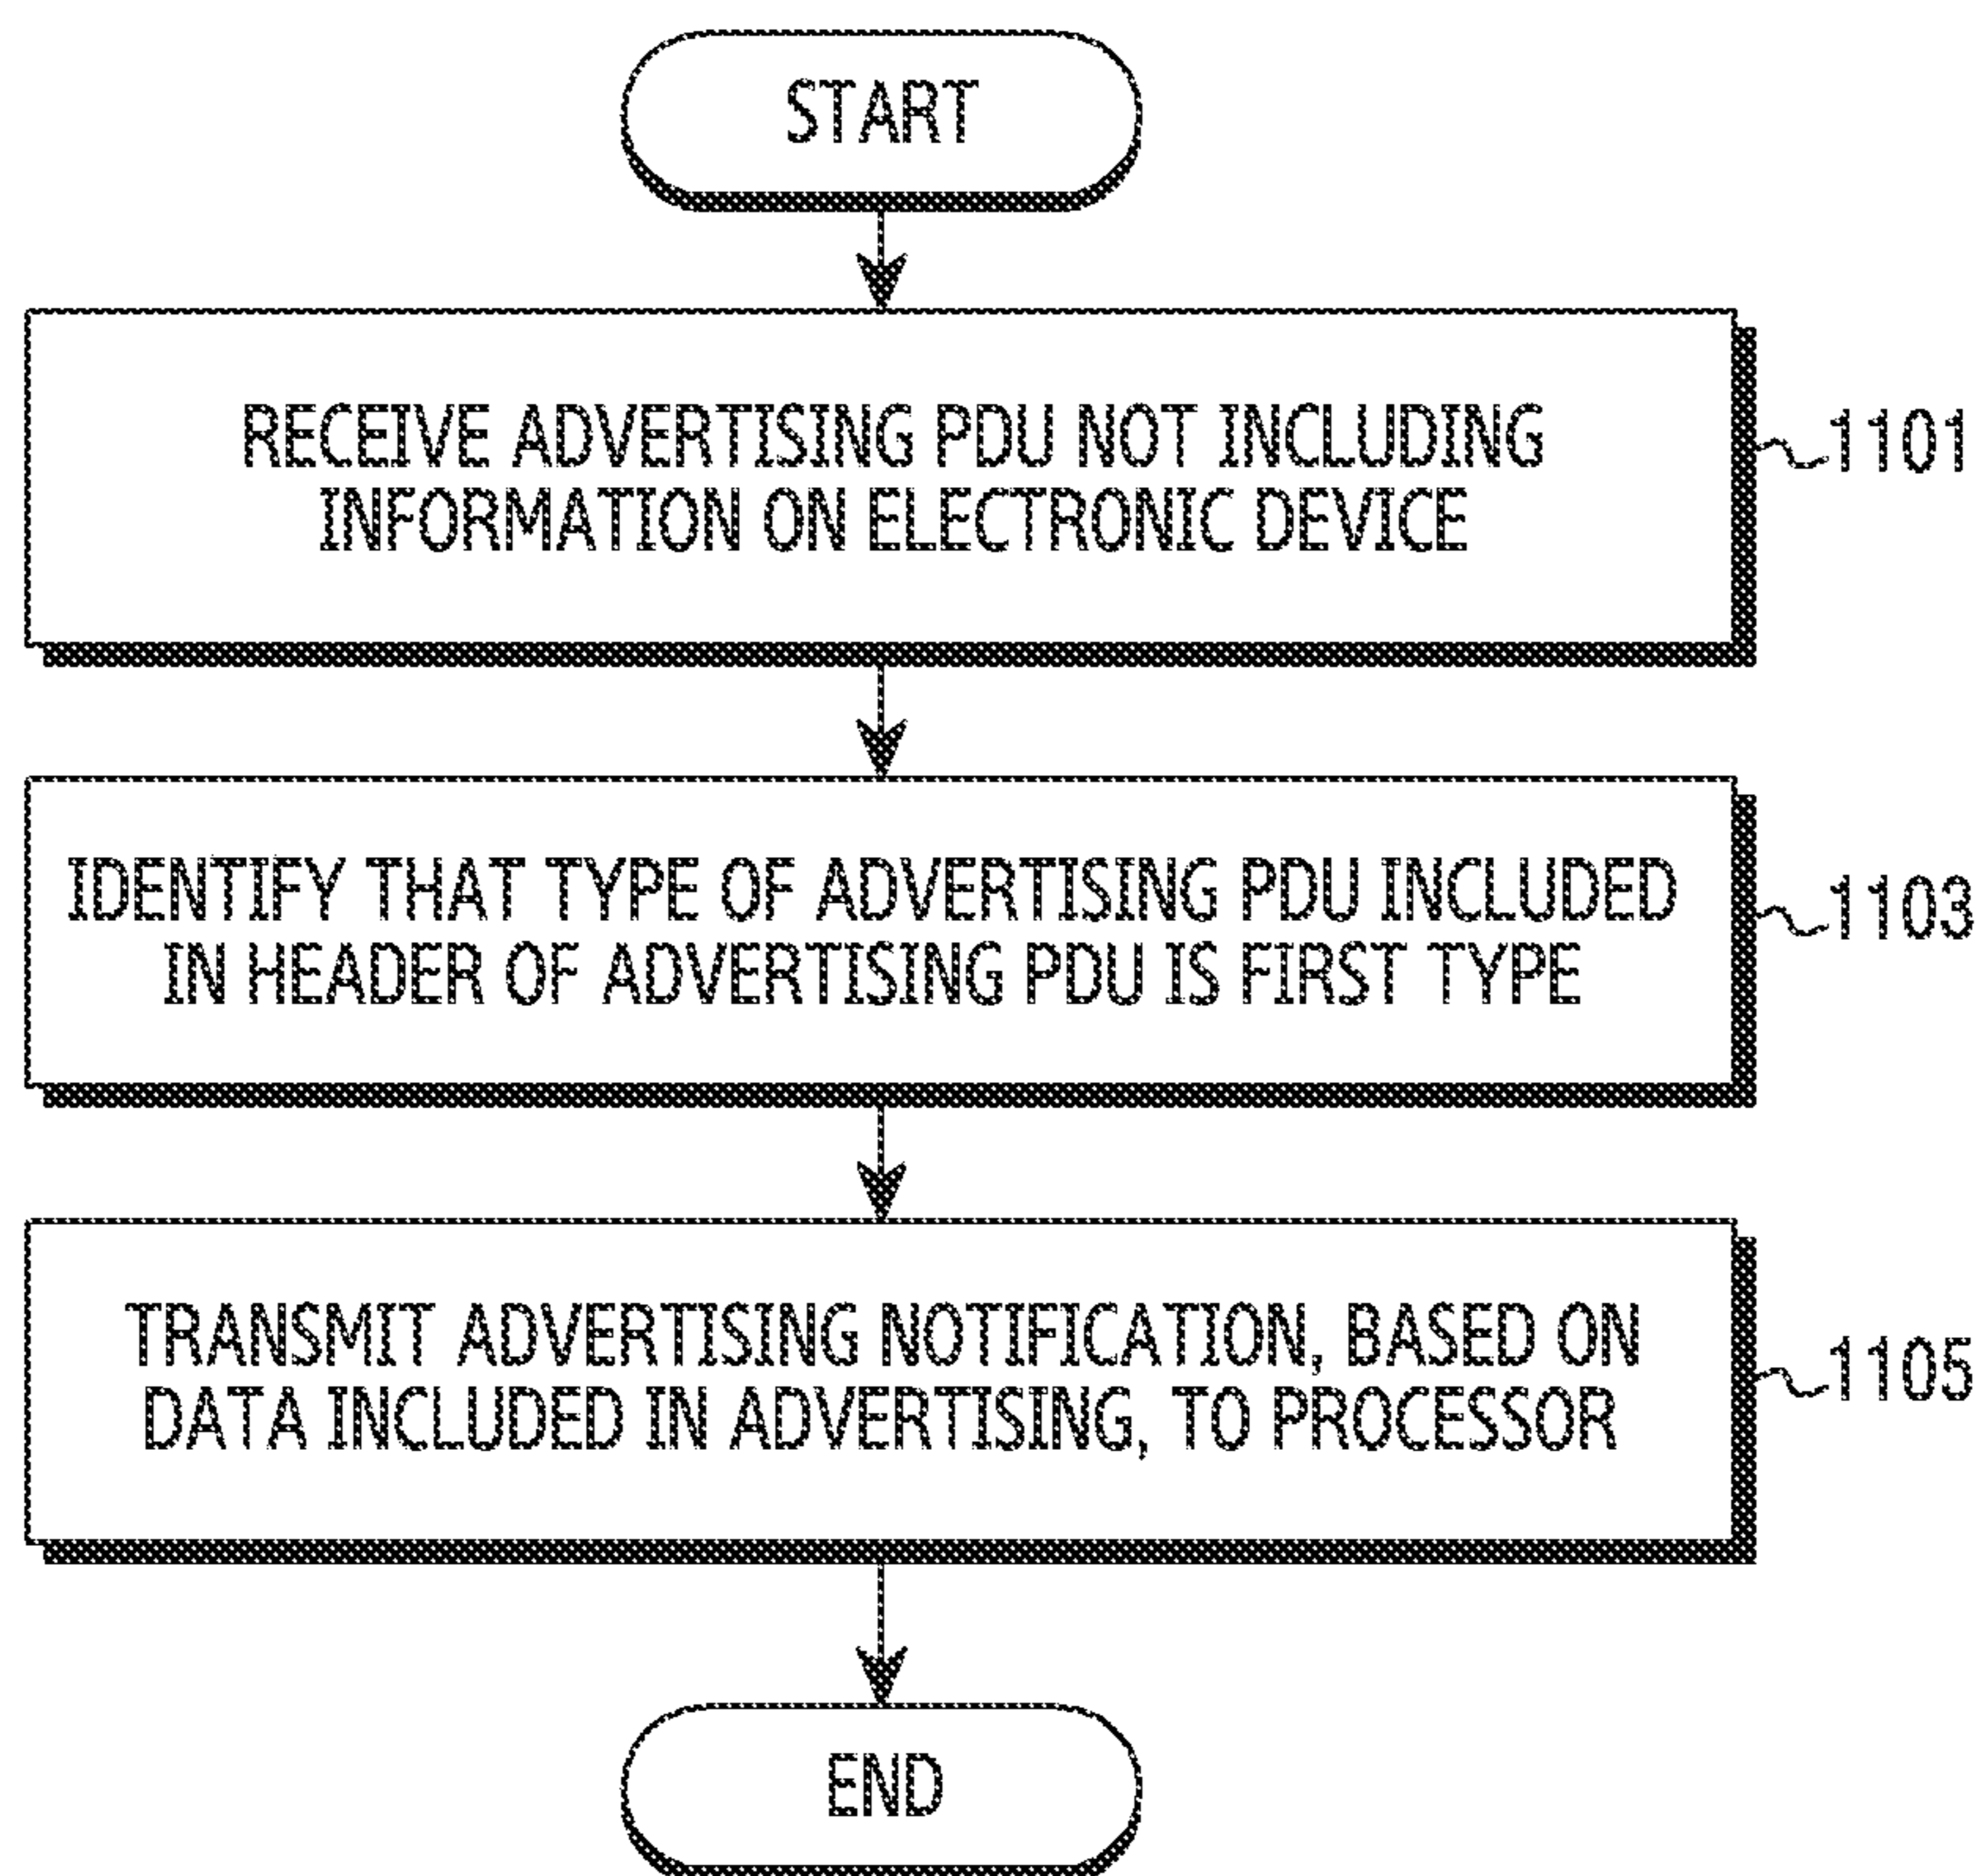 START
RECEIVE ADVERTISING PDU NOT INCLUDING
INFORMATION ON ELECTRONIC DEVICE
1101
IDENTIFY THAT TYPE OF ADVERTISING PDU INCLUDED
IN HEADER OF ADVERTISING PDU IS FIRST TYPE
1103
TRANSMIT ADVERTISING NOTIFICATION, BASED ON
DATA INCLUDED IN ADVERTISING, TO PROCESSOR
1105
END